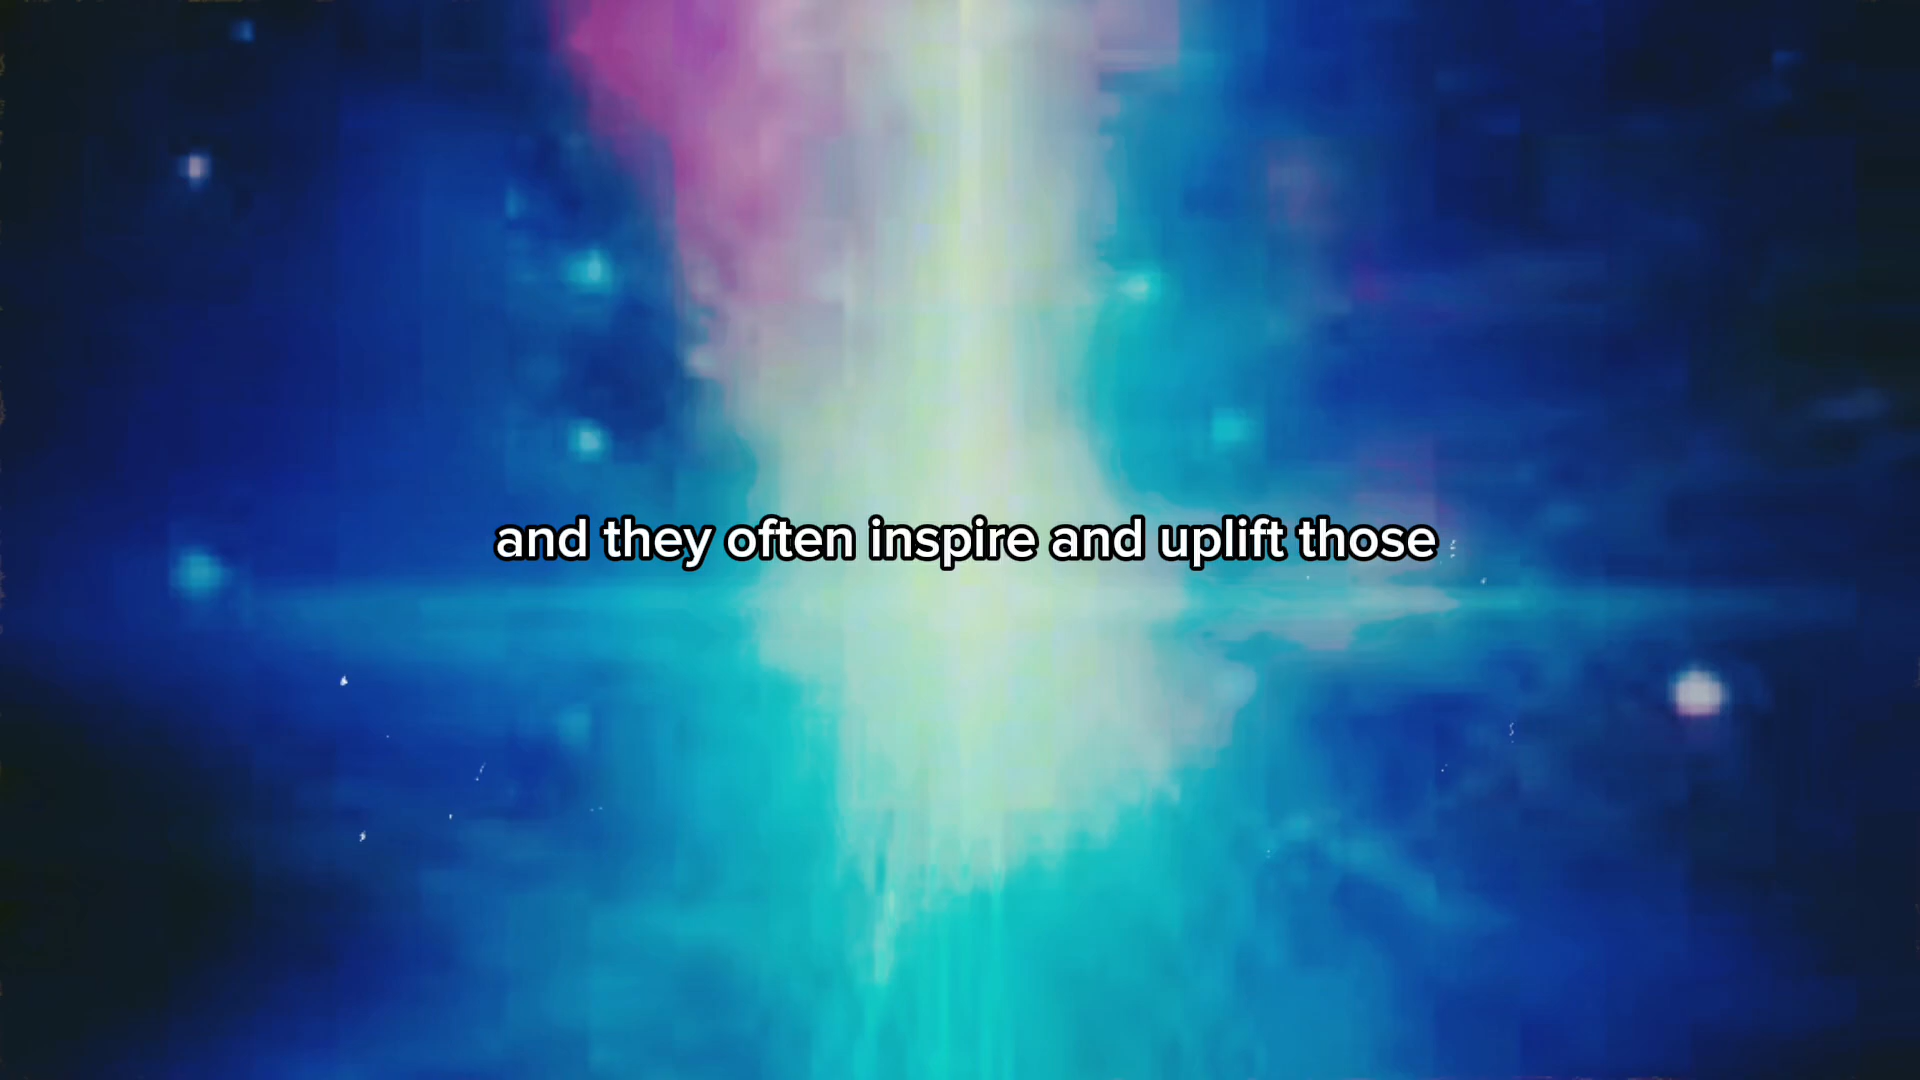 and they often inspire and uplift those